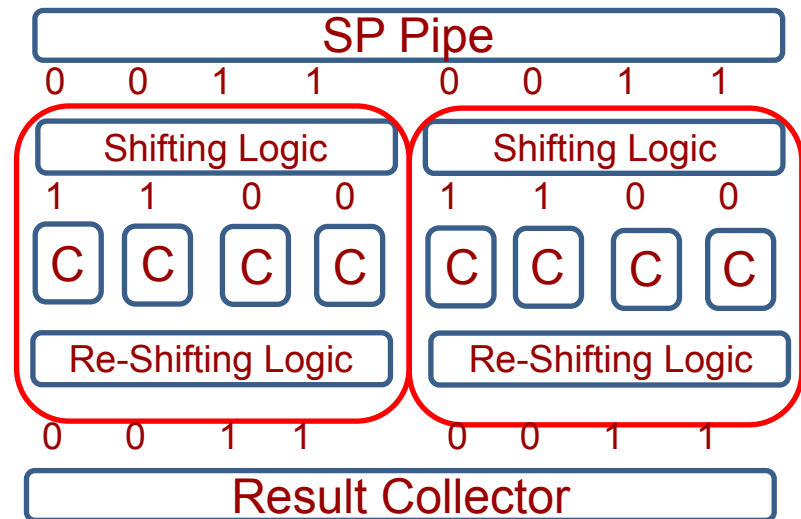 SP Pipe
0 0 1 1 0 0 1 1
Shifting Logic Shifting Logic
1 1 0 0 1 1 0 0
C C C C C C C C
Re-Shifting Logic Re-Shifting Logic
0 0 1 1 0 0 1 1
Result Collector